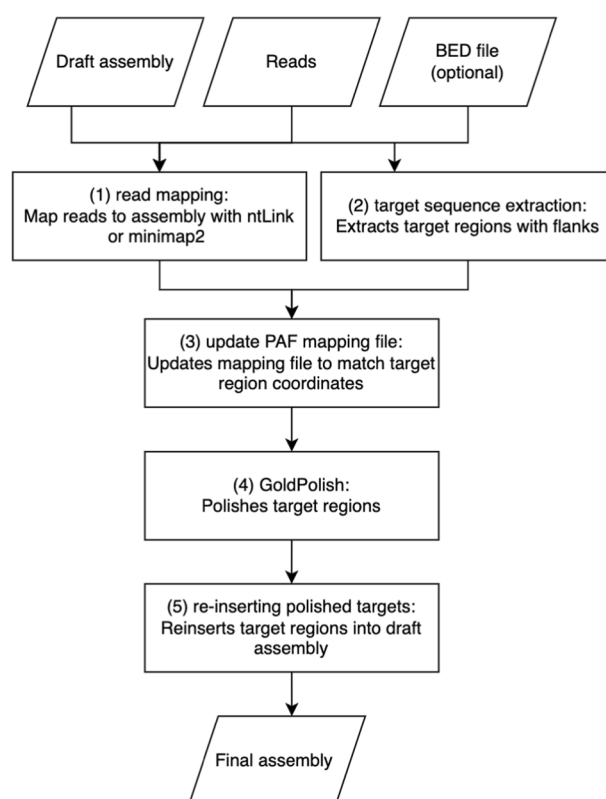 Draft assembly
Reads
BED file
(optional)
(1) read mapping:
Map reads to assembly with ntLink
or minimap2
(2) target sequence extraction:
Extracts target regions with flanks
(3) update PAF mapping file:
Updates mapping file to match target
region coordinates
(4) GoldPolish:
Polishes target regions
(5) re-inserting polished targets:
Reinserts target regions into draft
assembly
Final assembly